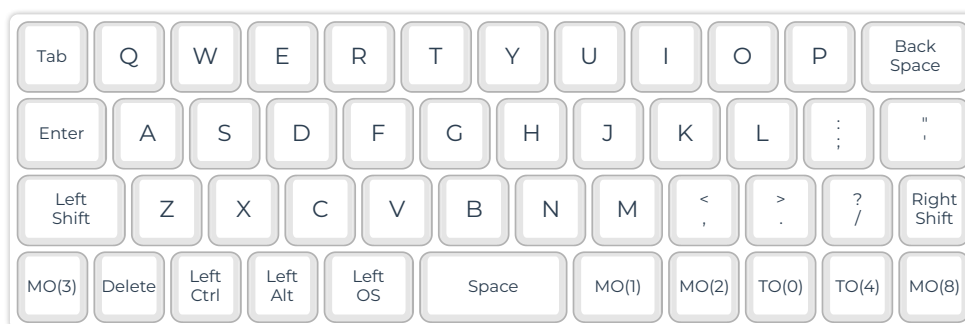 Tab Q W E R T Y U I O P Back Space
Enter A S D F G H J K L : ; " '
Left Shift Z X C V B N M < , > . ? / Right Shift
MO(3) Delete Left Ctrl Left Alt Left OS Space MO(1) MO(2) TO(0) TO(4) MO(8)